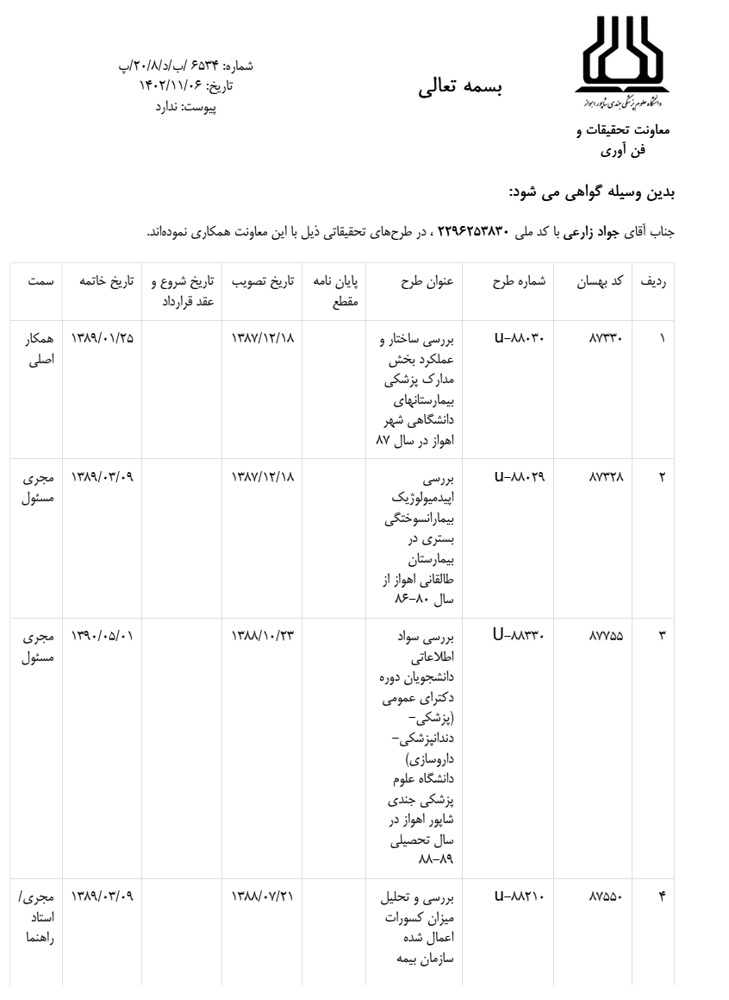 دانشگاه علوم پزشکی جندی شاپور اهواز
معاونت تحقیقات و
فن آوری
بسمه تعالی
شماره: ۶۵۳۴ /ب/د/۲۰/۸/پ
تاریخ: ۱۴۰۲/۱۱/۰۶
پیوست: ندارد
بدین وسیله گواهی می شود:
جناب آقای جواد زارعی با کد ملی ۲۲۹۶۲۵۳۸۳۰ ، در طرح‌های تحقیقاتی ذیل با این معاونت همکاری نموده‌اند.
ردیف
کد بهسان
شماره طرح
عنوان طرح
پایان نامه
مقطع
تاریخ تصویب
تاریخ شروع و
عقد قرارداد
تاریخ خاتمه
سمت
۱
۸۷۳۳۰
u-۸۸۰۳۰
بررسی ساختار و
عملکرد بخش
مدارک پزشکی
بیمارستانهای
دانشگاهی شهر
اهواز در سال ۸۷
۱۳۸۷/۱۲/۱۸
۱۳۸۹/۰۱/۲۵
همکار
اصلی
۲
۸۷۳۲۸
u-۸۸۰۲۹
بررسی
اپیدمیولوژیک
بیمارانسوختگی
بستری در
بیمارستان
طالقانی اهواز از
سال ۸۰-۸۶
۱۳۸۷/۱۲/۱۸
۱۳۸۹/۰۳/۰۹
مجری
مسئول
۳
۸۷۷۵۵
U-۸۸۳۳۰
بررسی سواد
اطلاعاتی
دانشجویان دوره
دکترای عمومی
(پزشکی-
دندانپزشکی-
داروسازی)
دانشگاه علوم
پزشکی جندی
شاپور اهواز در
سال تحصیلی
۸۹-۸۸
۱۳۸۸/۱۰/۲۳
۱۳۹۰/۰۵/۰۱
مجری
مسئول
۴
۸۷۵۵۰
u-۸۸۲۱۰
بررسی و تحلیل
میزان کسورات
اعمال شده
سازمان بیمه
۱۳۸۸/۰۷/۲۱
۱۳۸۹/۰۳/۰۹
مجری/
استاد
راهنما